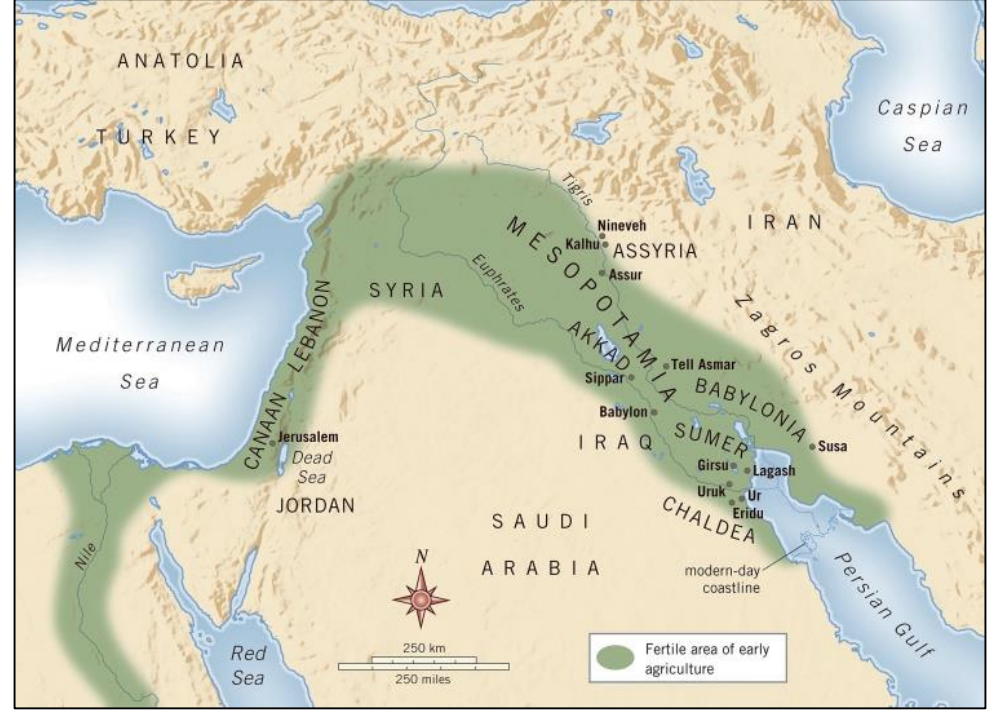 ANATOLIA
TURKEY
Caspian
Sea
Tigris
IRAN
Nineveh
Kalhu
ASSYRIA
Assur
MESOPOTAMIA
Euphrates
SYRIA
LEBANON
Zagros Mountains
Mediterranean
Sea
AKKAD
Tell Asmar
Sippar
BABYLONIA
Babylon
CANAAN
Jerusalem
Dead
Sea
IRAQ
SUMER
Susa
Girsu
Lagash
Uruk
Ur
Eridu
JORDAN
CHALDEA
SAUDI
ARABIA
Nile
N
modern-day
coastline
Persian Gulf
Red
Sea
250 km
250 miles
Fertile area of early
agriculture